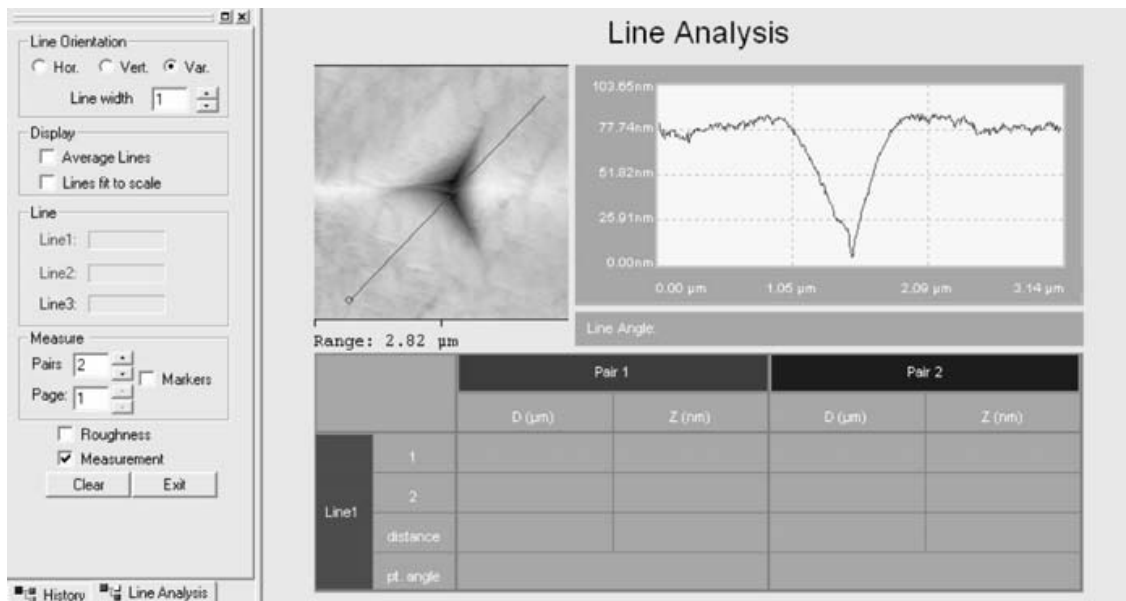 Line Orientation
Hor. Vert. Var.
Line width 1
Display
Average Lines
Lines fit to scale
Line
Line1:
Line2:
Line3:
Measure
Pairs 2
Markers
Page: 1
Roughness
Measurement
Clear Exit
History Line Analysis
Line Analysis
Range: 2.82 µm
103.65nm
77.74nm
51.82nm
25.91nm
0.00nm
0.00 µm 1.05 µm 2.09 µm 3.14 µm
Line Angle:
Pair 1 Pair 2
D (µm) Z (nm) D (µm) Z (nm)
Line1
1
2
distance
pt. angle